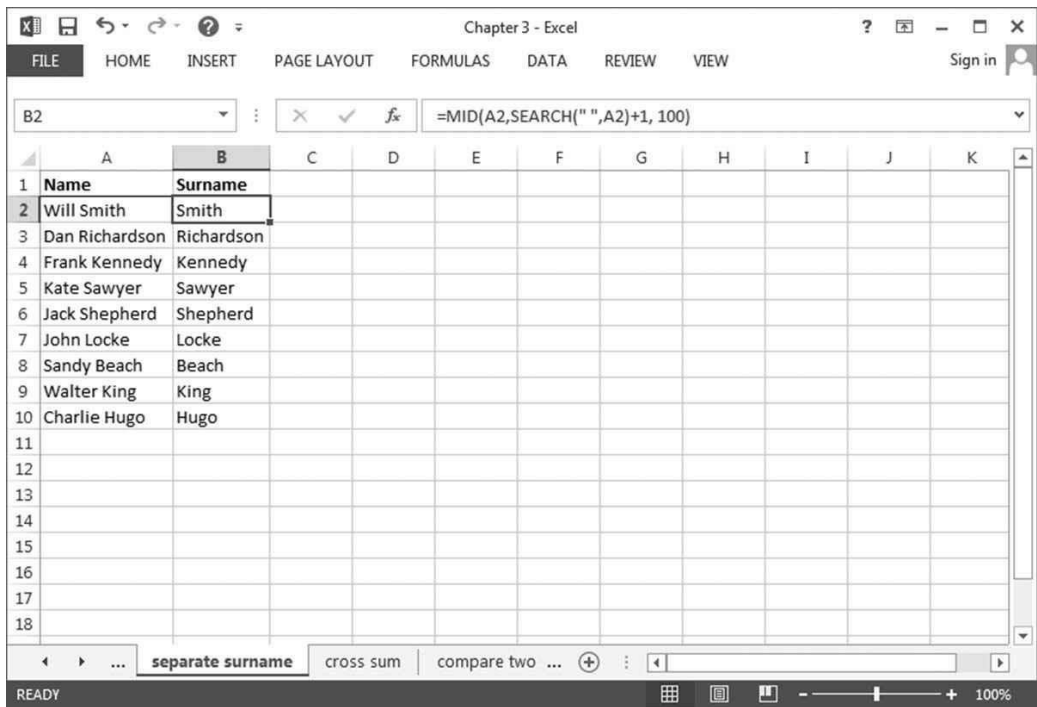 Chapter 3 - Excel
FILE HOME INSERT PAGE LAYOUT FORMULAS DATA REVIEW VIEW Sign in
B2 fx =MID(A2,SEARCH(" ",A2)+1, 100)
A B C D E F G H I J K
1 Name Surname
2 Will Smith Smith
3 Dan Richardson Richardson
4 Frank Kennedy Kennedy
5 Kate Sawyer Sawyer
6 Jack Shepherd Shepherd
7 John Locke Locke
8 Sandy Beach Beach
9 Walter King King
10 Charlie Hugo Hugo
11
12
13
14
15
16
17
18
... separate surname cross sum compare two ...
READY 100%